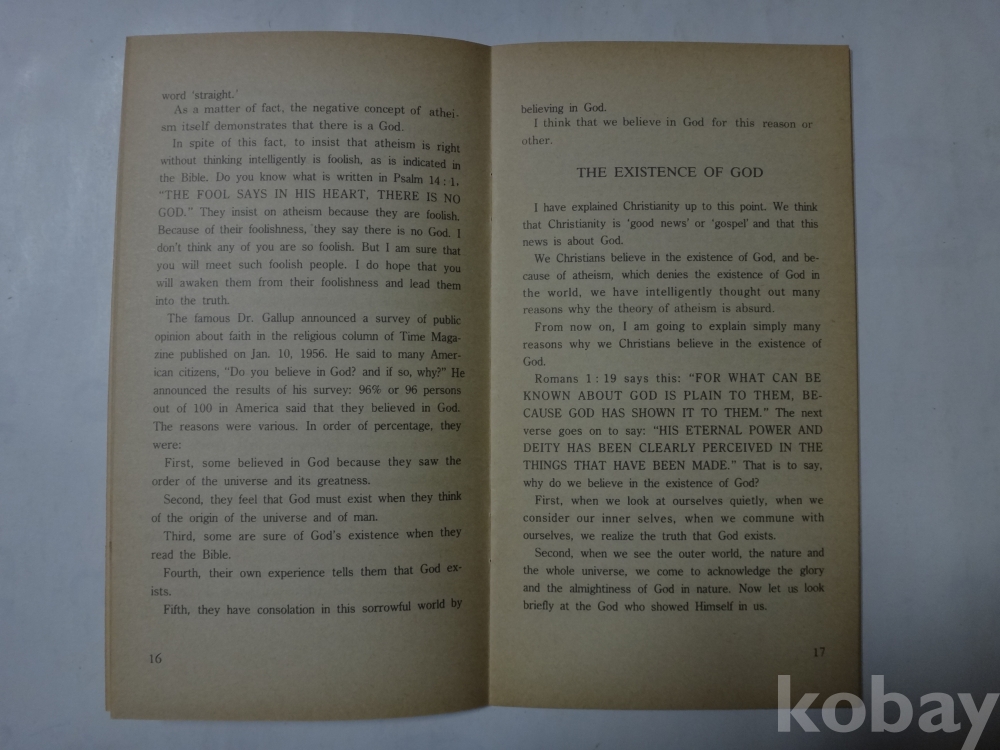 word 'straight.'
As a matter of fact, the negative concept of athei-
sm itself demonstrates that there is a God.
In spite of this fact, to insist that atheism is right
without thinking intelligently is foolish, as is indicated in
the Bible. Do you know what is written in Psalm 14 : 1,
"THE FOOL SAYS IN HIS HEART, THERE IS NO
GOD." They insist on atheism because they are foolish.
Because of their foolishness, they say there is no God. I
don't think any of you are so foolish. But I am sure that
you will meet such foolish people. I do hope that you
will awaken them from their foolishness and lead them
into the truth.
The famous Dr. Gallup announced a survey of public
opinion about faith in the religious column of Time Maga-
zine published on Jan. 10, 1956. He said to many Amer-
ican citizens, "Do you believe in God? and if so, why?" He
announced the results of his survey: 96% or 96 persons
out of 100 in America said that they believed in God.
The reasons were various. In order of percentage, they
were:
First, some believed in God because they saw the
order of the universe and its greatness.
Second, they feel that God must exist when they think
of the origin of the universe and of man.
Third, some are sure of God's existence when they
read the Bible.
Fourth, their own experience tells them that God ex-
ists.
Fifth, they have consolation in this sorrowful world by
16
believing in God.
I think that we believe in God for this reason or
other.
THE EXISTENCE OF GOD
I have explained Christianity up to this point. We think
that Christianity is 'good news' or 'gospel' and that this
news is about God.
We Christians believe in the existence of God, and be-
cause of atheism, which denies the existence of God in
the world, we have intelligently thought out many
reasons why the theory of atheism is absurd.
From now on, I am going to explain simply many
reasons why we Christians believe in the existence of
God.
Romans 1 : 19 says this: "FOR WHAT CAN BE
KNOWN ABOUT GOD IS PLAIN TO THEM, BE-
CAUSE GOD HAS SHOWN IT TO THEM." The next
verse goes on to say: "HIS ETERNAL POWER AND
DEITY HAS BEEN CLEARLY PERCEIVED IN THE
THINGS THAT HAVE BEEN MADE." That is to say,
why do we believe in the existence of God?
First, when we look at ourselves quietly, when we
consider our inner selves, when we commune with
ourselves, we realize the truth that God exists.
Second, when we see the outer world, the nature and
the whole universe, we come to acknowledge the glory
and the almightiness of God in nature. Now let us look
briefly at the God who showed Himself in us.
17
kobay